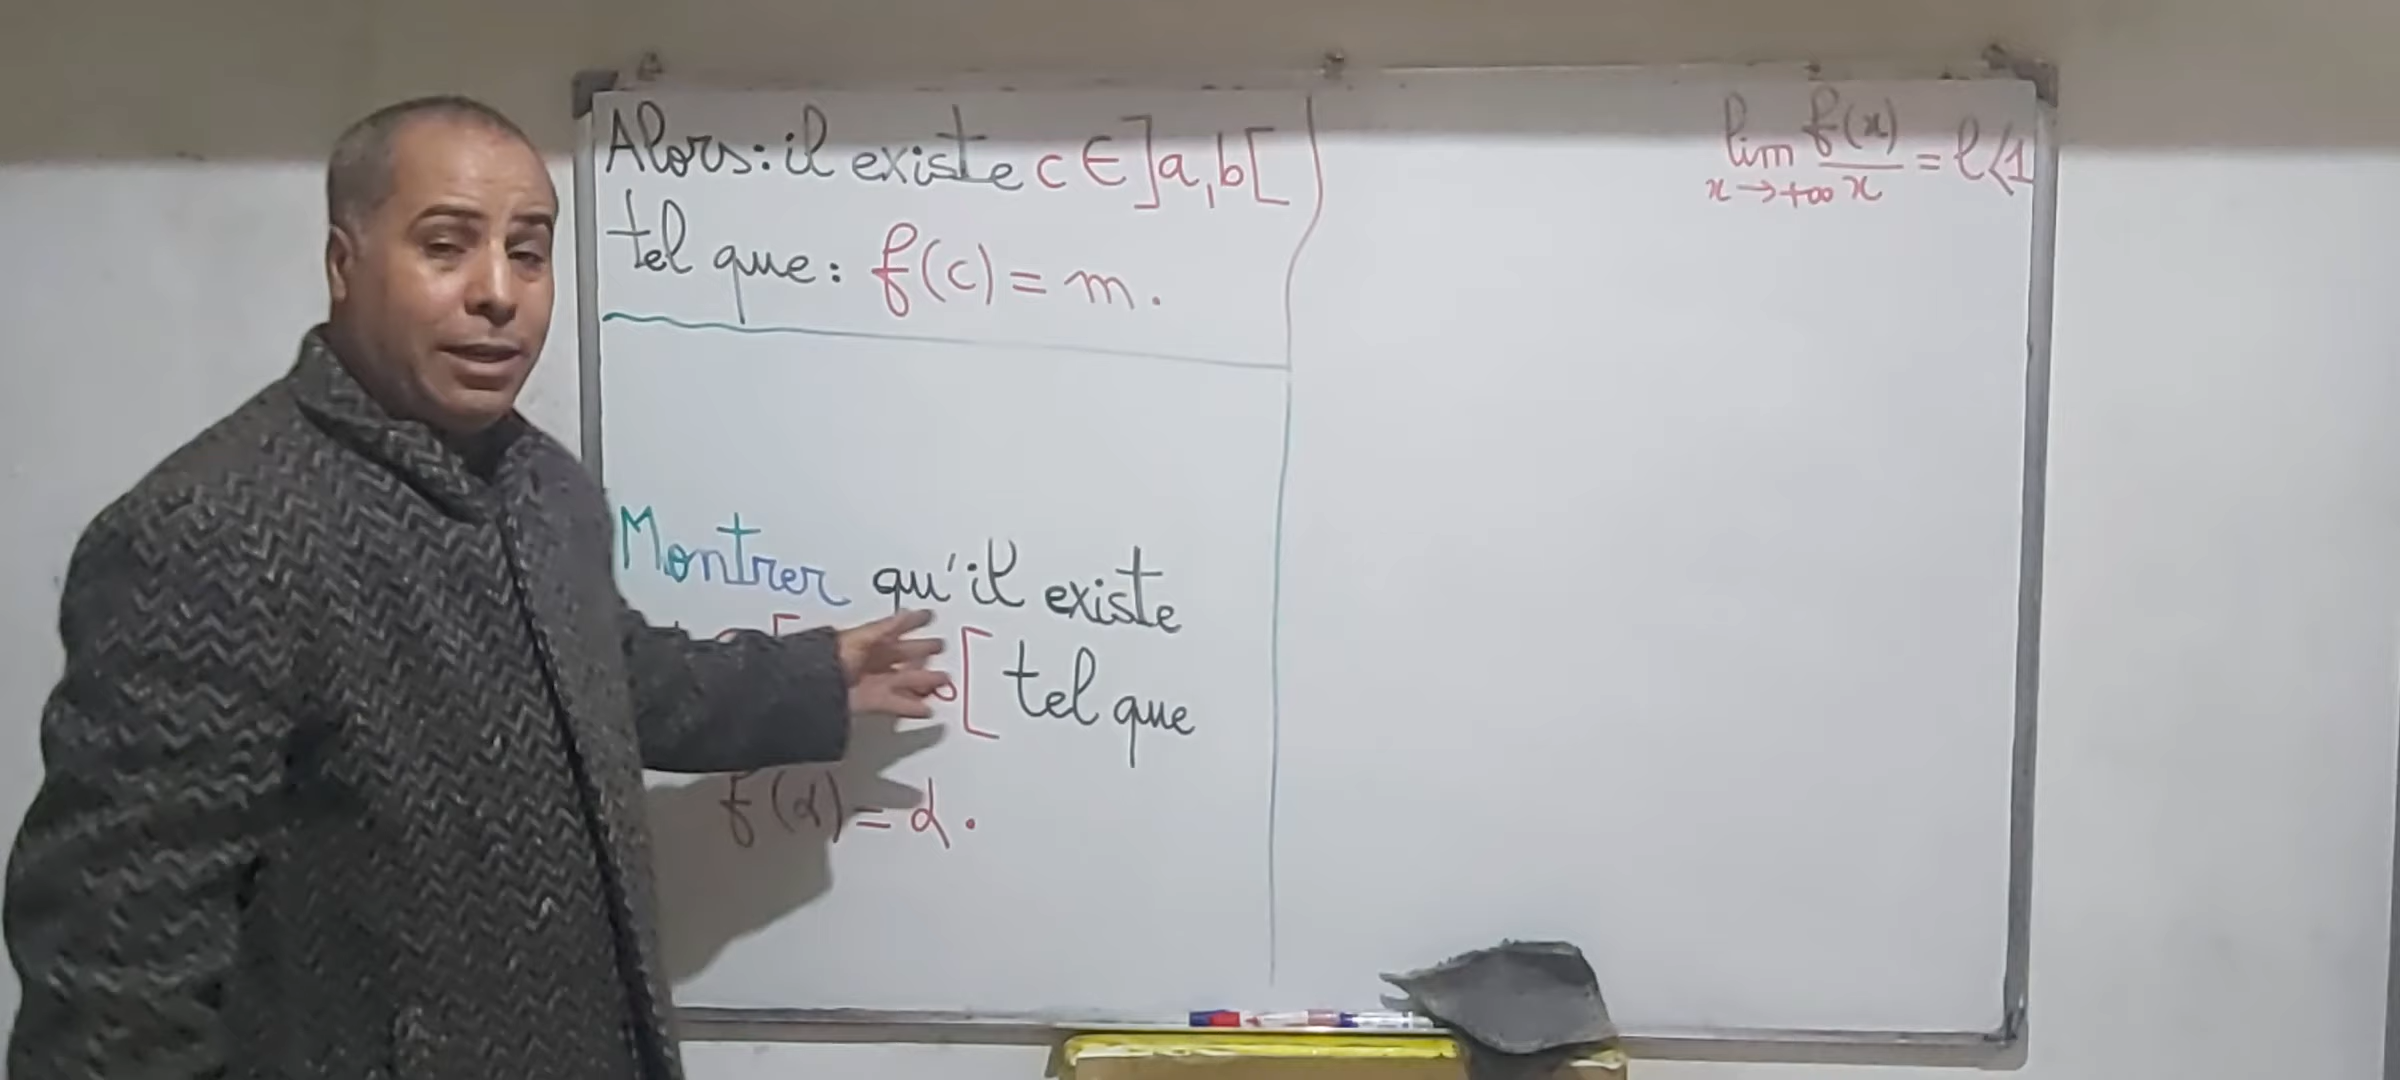 Alors: il existe c ∈ ]a,b[
tel que: f(c) = m.
Montrer qu'il existe
[ tel que
f(α) = α.
lim f(x)/x = l < 1
x → +∞